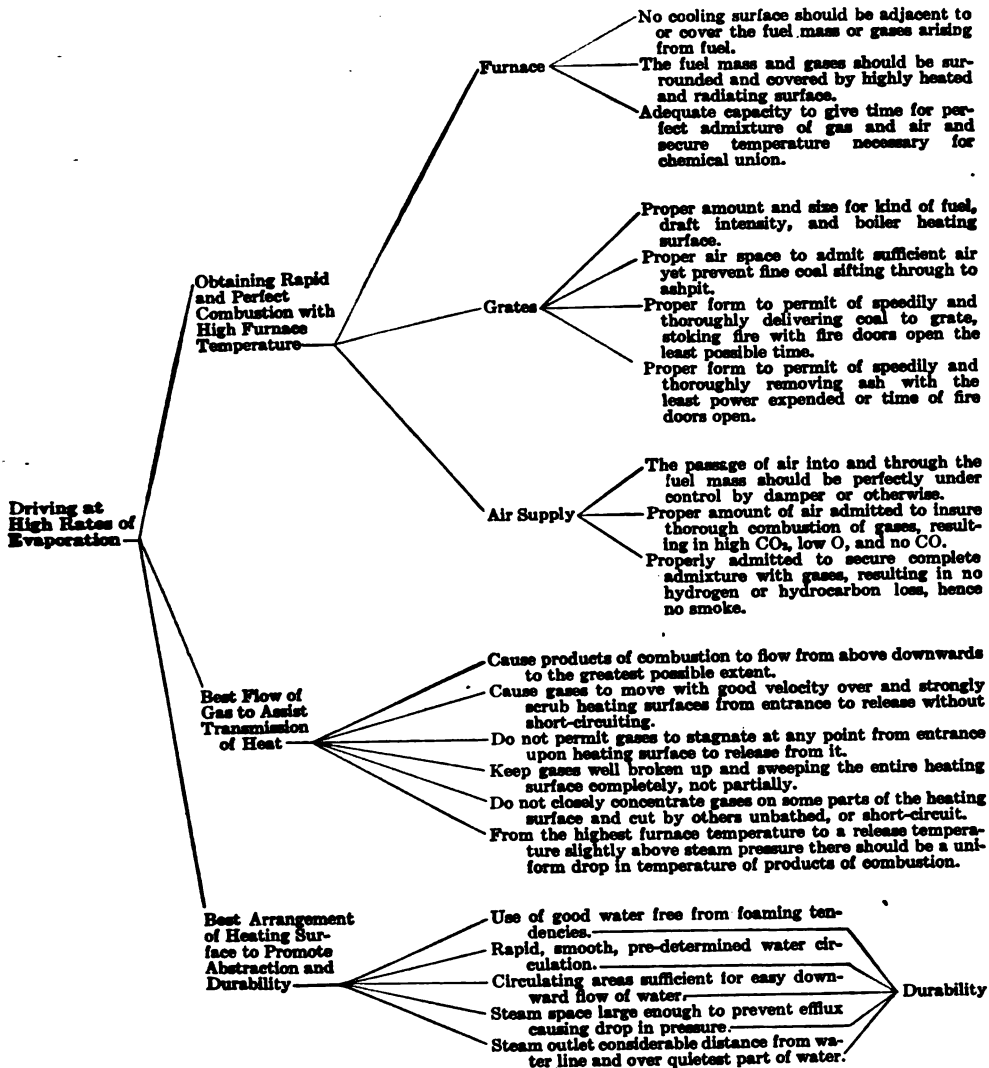 No cooling surface should be adjacent to
or cover the fuel mass or gases arising
from fuel.
Furnace
The fuel mass and gases should be sur-
rounded and covered by highly heated
and radiating surface.
Adequate capacity to give time for per-
fect admixture of gas and air and
secure temperature necessary for
chemical union.
Proper amount and size for kind of fuel,
draft intensity, and boiler heating
surface.
Proper air space to admit sufficient air
yet prevent fine coal sifting through to
ashpit.
Obtaining Rapid
and Perfect
Combustion with
High Furnace
Temperature
Grates
Proper form to permit of speedily and
thoroughly delivering coal to grate,
stoking fire with fire doors open the
least possible time.
Proper form to permit of speedily and
thoroughly removing ash with the
least power expended or time of fire
doors open.
The passage of air into and through the
fuel mass should be perfectly under
control by damper or otherwise.
Air Supply
Proper amount of air admitted to insure
thorough combustion of gases, result-
ing in high CO₂, low O, and no CO.
Properly admitted to secure complete
admixture with gases, resulting in no
hydrogen or hydrocarbon loss, hence
no smoke.
Driving at
High Rates of
Evaporation
Cause products of combustion to flow from above downwards
to the greatest possible extent.
Cause gases to move with good velocity over and strongly
scrub heating surfaces from entrance to release without
short-circuiting.
Best Flow of
Gas to Assist
Transmission
of Heat
Do not permit gases to stagnate at any point from entrance
upon heating surface to release from it.
Keep gases well broken up and sweeping the entire heating
surface completely, not partially.
Do not closely concentrate gases on some parts of the heating
surface and cut by others unbathed, or short-circuit.
From the highest furnace temperature to a release tempera-
ture slightly above steam pressure there should be a uni-
form drop in temperature of products of combustion.
Best Arrangement
of Heating Sur-
face to Promote
Abstraction and
Durability
Use of good water free from foaming ten-
dencies.
Rapid, smooth, pre-determined water cir-
culation.
Circulating areas sufficient for easy down-
ward flow of water.
Steam space large enough to prevent efflux
causing drop in pressure.
Steam outlet considerable distance from wa-
ter line and over quietest part of water.
Durability